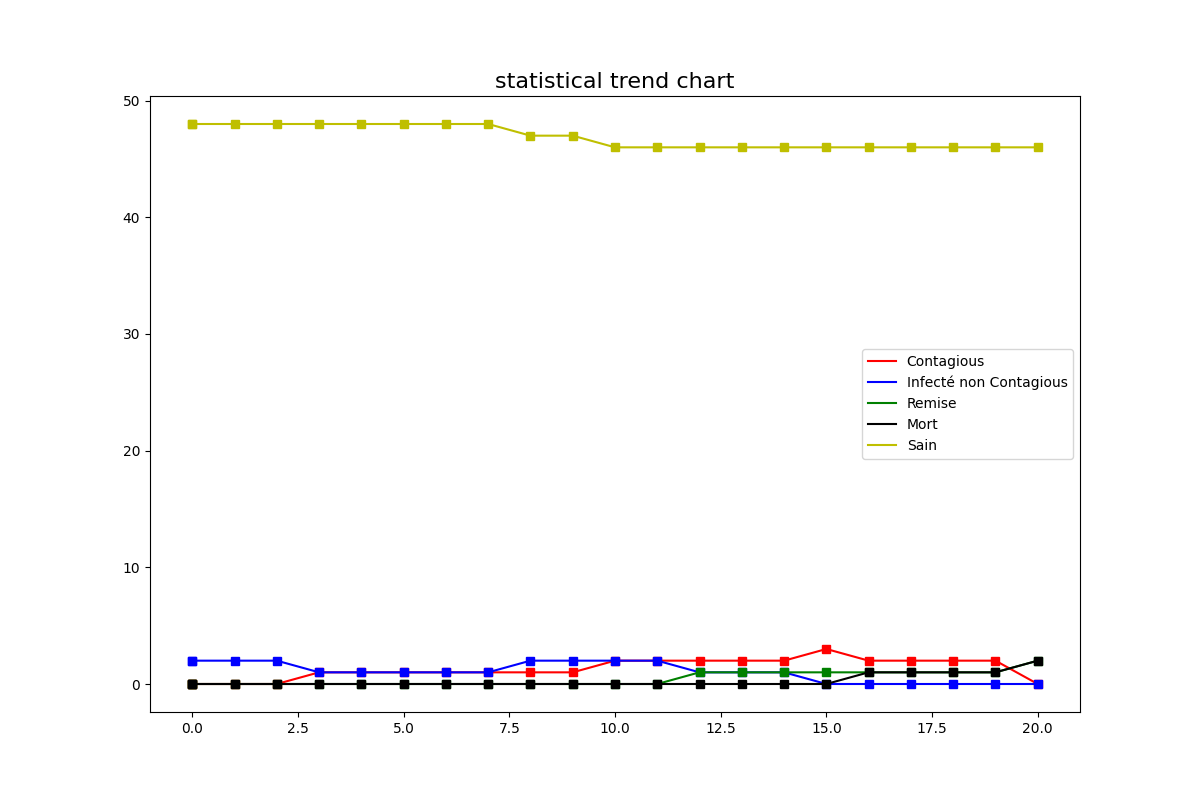 statistical trend chart
50
40
30
20
10
0
Contagious
Infecté non Contagious
Remise
Mort
Sain
0.0 2.5 5.0 7.5 10.0 12.5 15.0 17.5 20.0